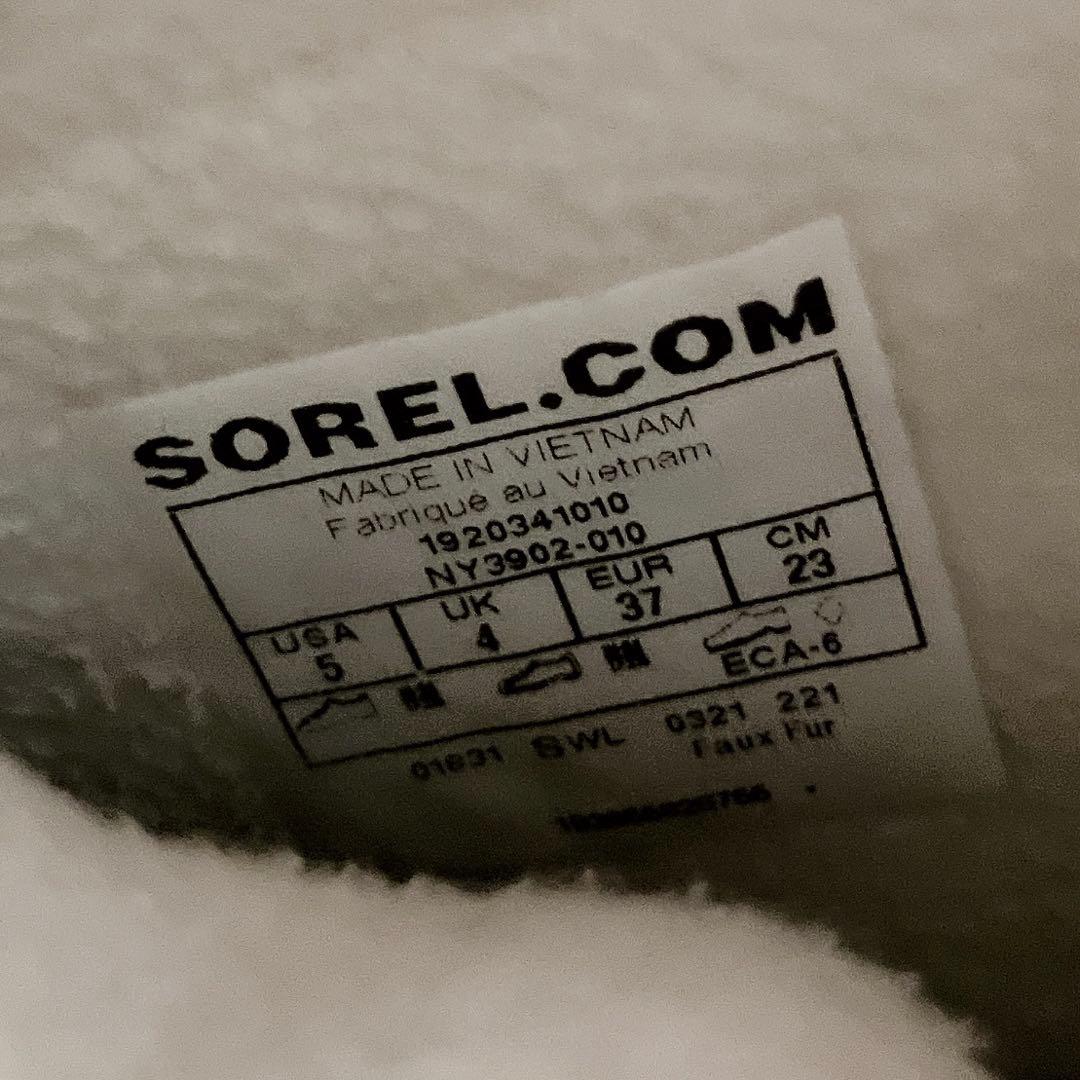 SOREL.COM
MADE IN VIETNAM
Fabriqué au Vietnam
1920341010
NY3902-010
USA UK EUR CM
5 4 37 23
ECA-6
SWL 0321 221
Faux Fur